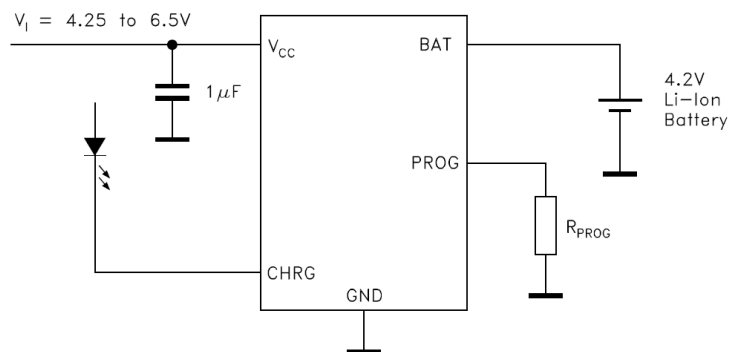 V_I = 4.25 to 6.5V
V_CC
BAT
1μF
4.2V
Li-Ion
Battery
PROG
R_PROG
CHRG
GND